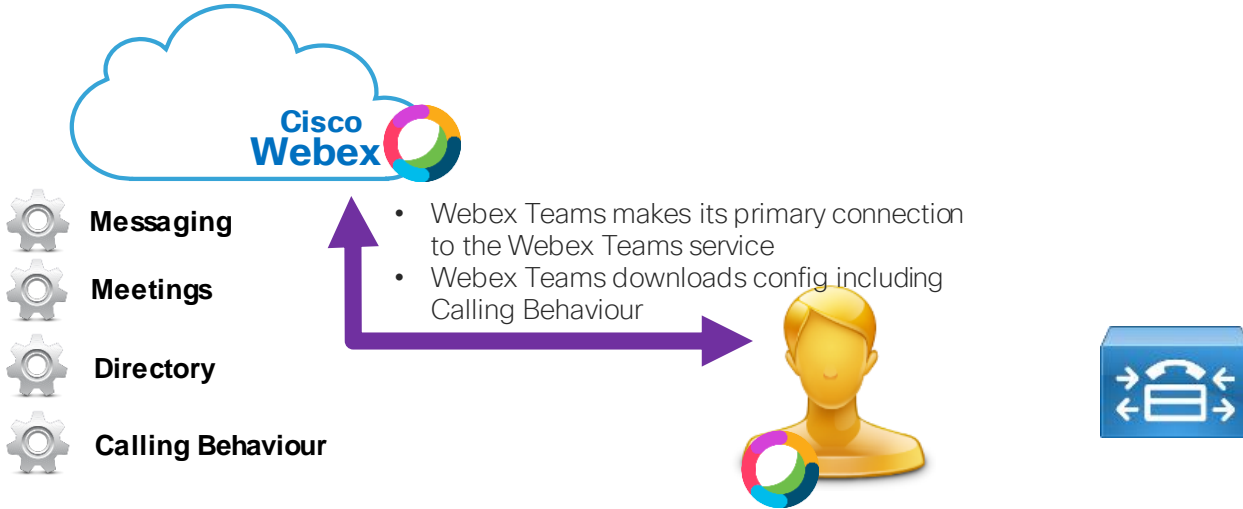 Cisco
Webex
Messaging
Meetings
Directory
Calling Behaviour
• Webex Teams makes its primary connection
to the Webex Teams service
• Webex Teams downloads config including
Calling Behaviour